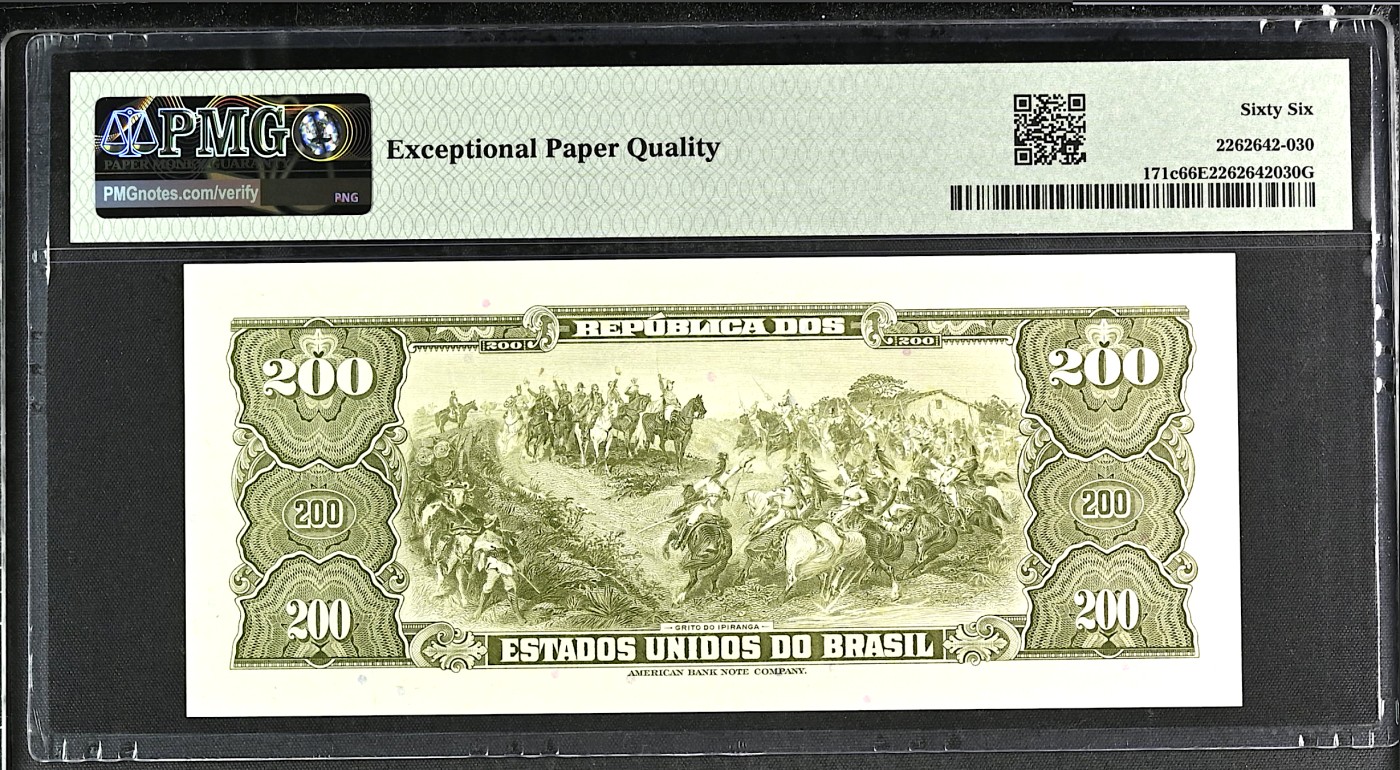 PMG
PAPER MONEY GUARANTY
PMGnotes.com/verify
PNG
Exceptional Paper Quality
Sixty Six
2262642-030
171c66E2262642030G
REPÚBLICA DOS
200
200
200
200
200
200
200
200
GRITO DO IPIRANGA
ESTADOS UNIDOS DO BRASIL
AMERICAN BANK NOTE COMPANY.